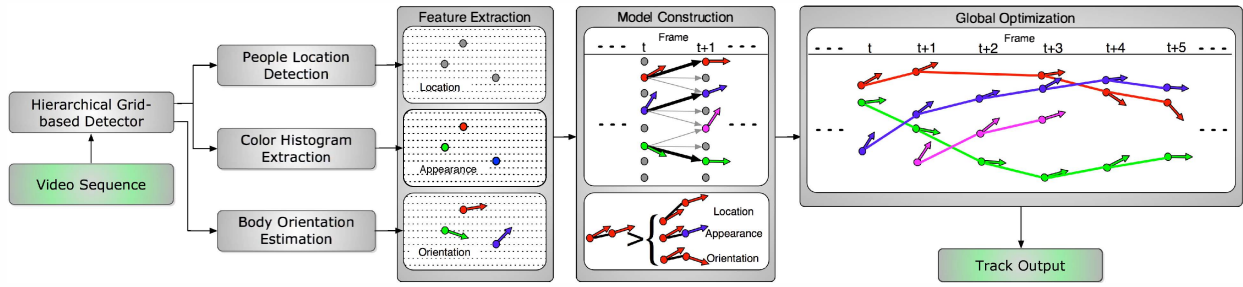 Hierarchical Grid-
based Detector
Video Sequence
People Location
Detection
Color Histogram
Extraction
Body Orientation
Estimation
Feature Extraction
Location
Appearance
Orientation
Model Construction
Frame
t
t+1
Location
Appearance
Orientation
Global Optimization
Frame
t
t+1
t+2
t+3
t+4
t+5
Track Output